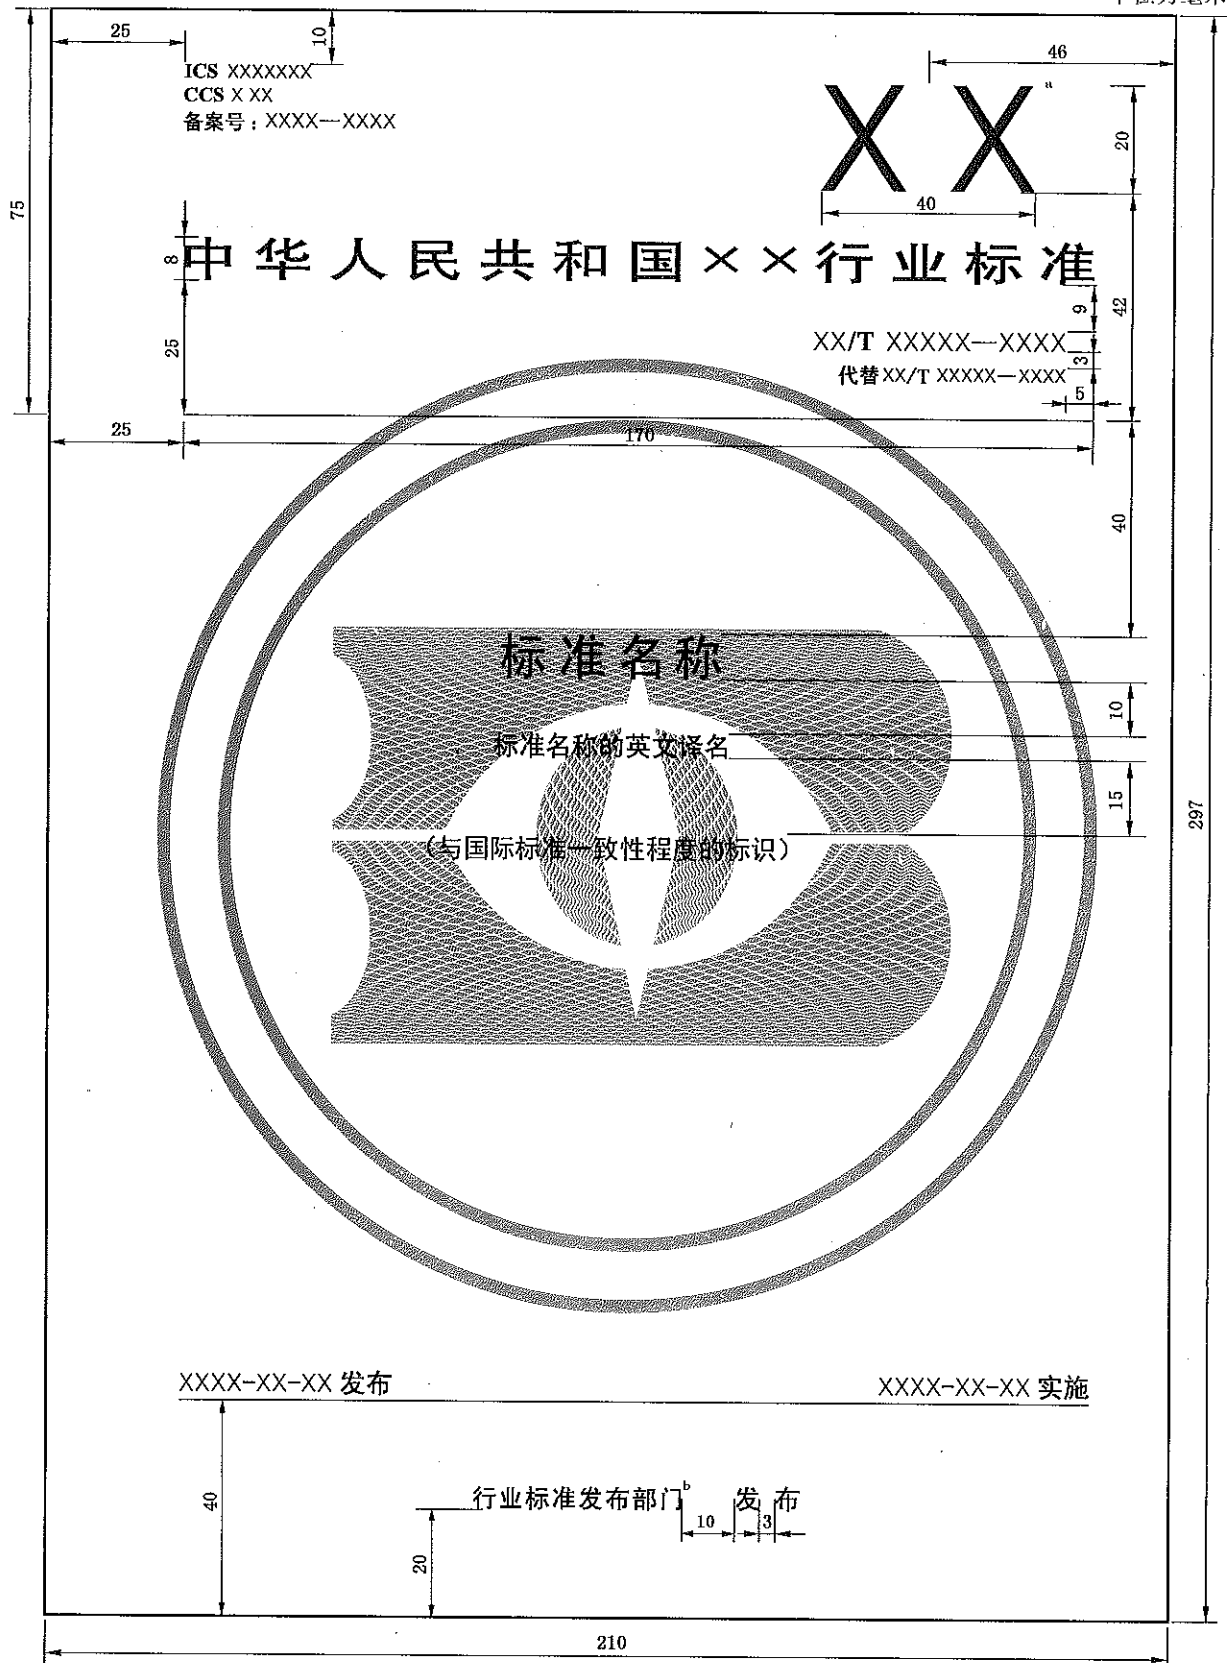 25
10
46
ICS XXXXXXX
CCS X XX
备案号：XXXX—XXXX
XX a
20
40
75
8
中华人民共和国××行业标准
9
42
25
XX/T XXXXX—XXXX
3
代替XX/T XXXXX—XXXX
5
25
170
40
标准名称
10
标准名称的英文译名
15
297
（与国际标准一致性程度的标识）
XXXX-XX-XX 发布
XXXX-XX-XX 实施
40
行业标准发布部门b 发布
10
3
20
210